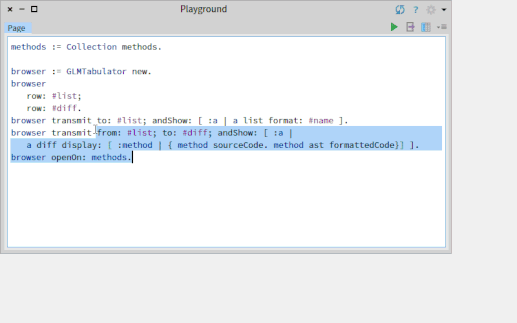 Playground
?
Page
methods := Collection methods.
browser := GLMTabulator new.
browser
row: #list;
row: #diff.
browser transmit to: #list; andShow: [ :a | a list format: #name ].
browser transmit from: #list; to: #diff; andShow: [ :a |
a diff display: [ :method | { method sourceCode. method ast formattedCode}] ].
browser openOn: methods.